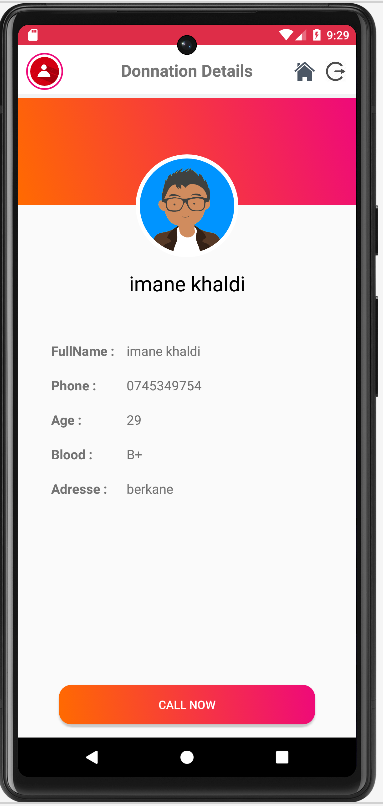 9:29
Donnation Details
imane khaldi
FullName : imane khaldi
Phone : 0745349754
Age : 29
Blood : B+
Adresse : berkane
CALL NOW